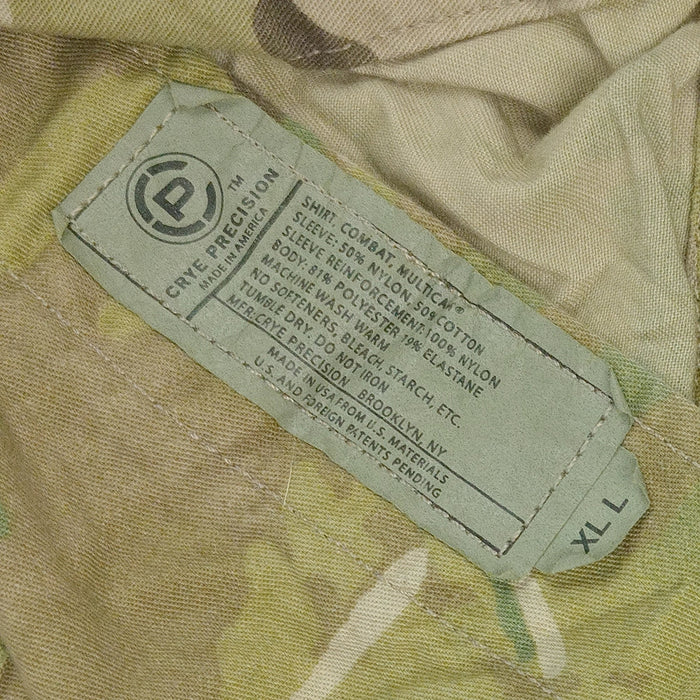 P
TM
CRYE PRECISION
MADE IN AMERICA
SHIRT, COMBAT, MULTICAM®
SLEEVE: 50% NYLON, 50% COTTON
SLEEVE REINFORCEMENT: 100% NYLON
BODY: 81% POLYESTER 19% ELASTANE
MACHINE WASH WARM
NO SOFTENERS, BLEACH, STARCH, ETC.
TUMBLE DRY. DO NOT IRON
MFR: CRYE PRECISION BROOKLYN, NY
MADE IN USA FROM U.S. MATERIALS
U.S. AND FOREIGN PATENTS PENDING
XL L